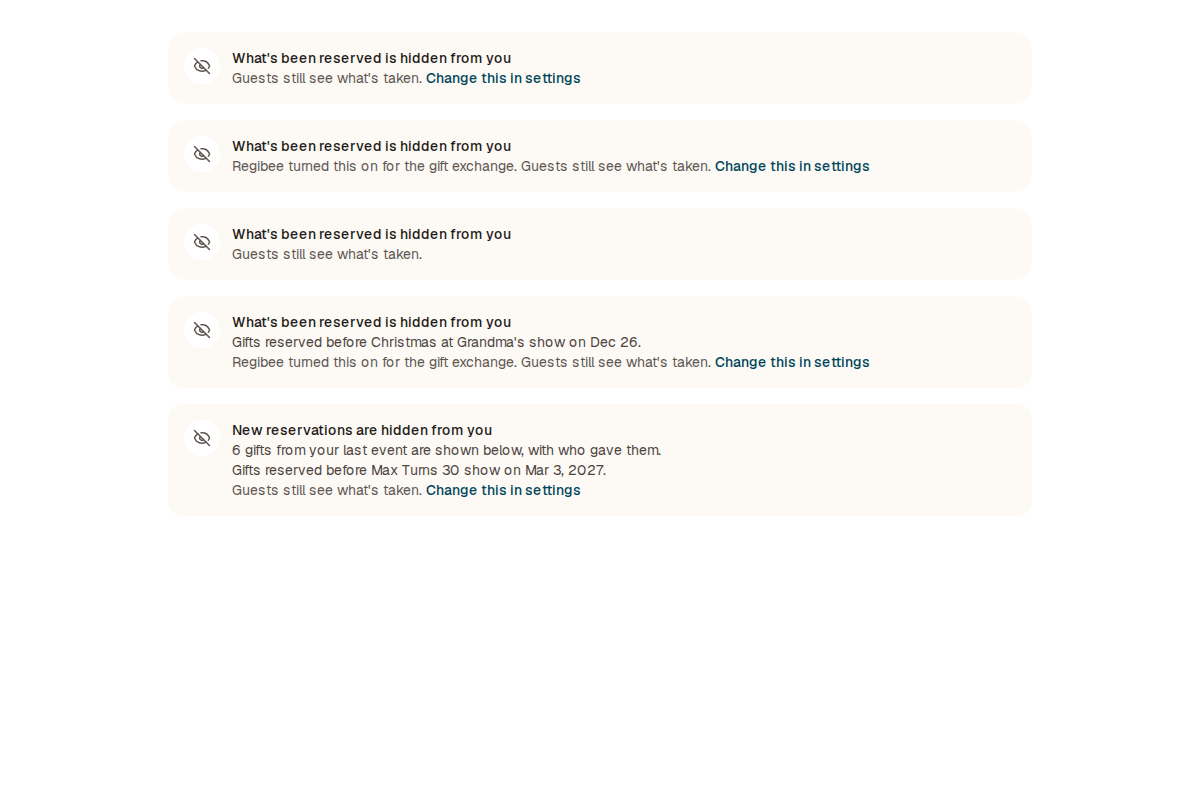 What's been reserved is hidden from you
Guests still see what's taken. Change this in settings
What's been reserved is hidden from you
Regibee turned this on for the gift exchange. Guests still see what's taken. Change this in settings
What's been reserved is hidden from you
Guests still see what's taken.
What's been reserved is hidden from you
Gifts reserved before Christmas at Grandma's show on Dec 26.
Regibee turned this on for the gift exchange. Guests still see what's taken. Change this in settings
New reservations are hidden from you
6 gifts from your last event are shown below, with who gave them.
Gifts reserved before Max Turns 30 show on Mar 3, 2027.
Guests still see what's taken. Change this in settings